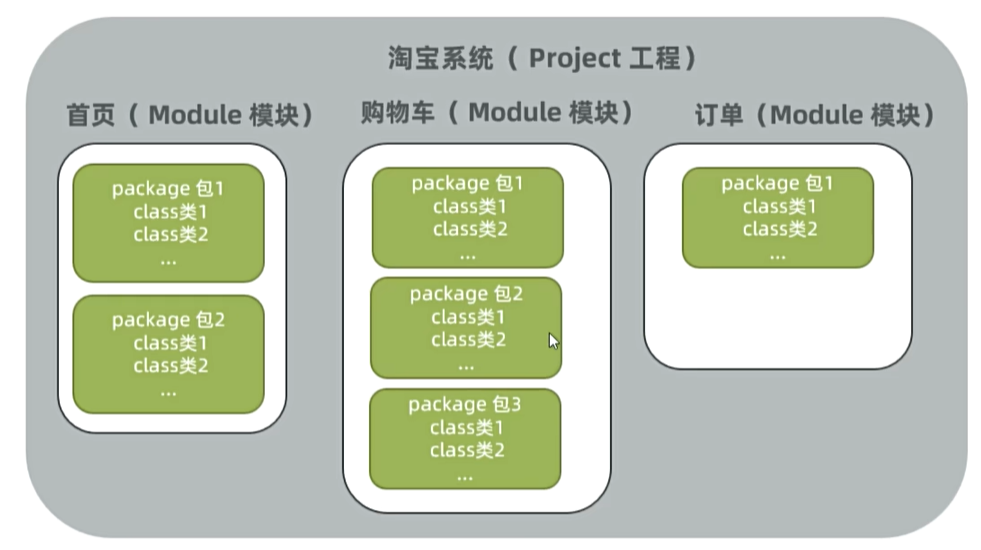 淘宝系统（ Project 工程）
首页（ Module 模块）
package 包1
class类1
class类2
...
package 包2
class类1
class类2
...
购物车（ Module 模块）
package 包1
class类1
class类2
...
package 包2
class类1
class类2
...
package 包3
class类1
class类2
...
订单（Module 模块）
package 包1
class类1
class类2
...